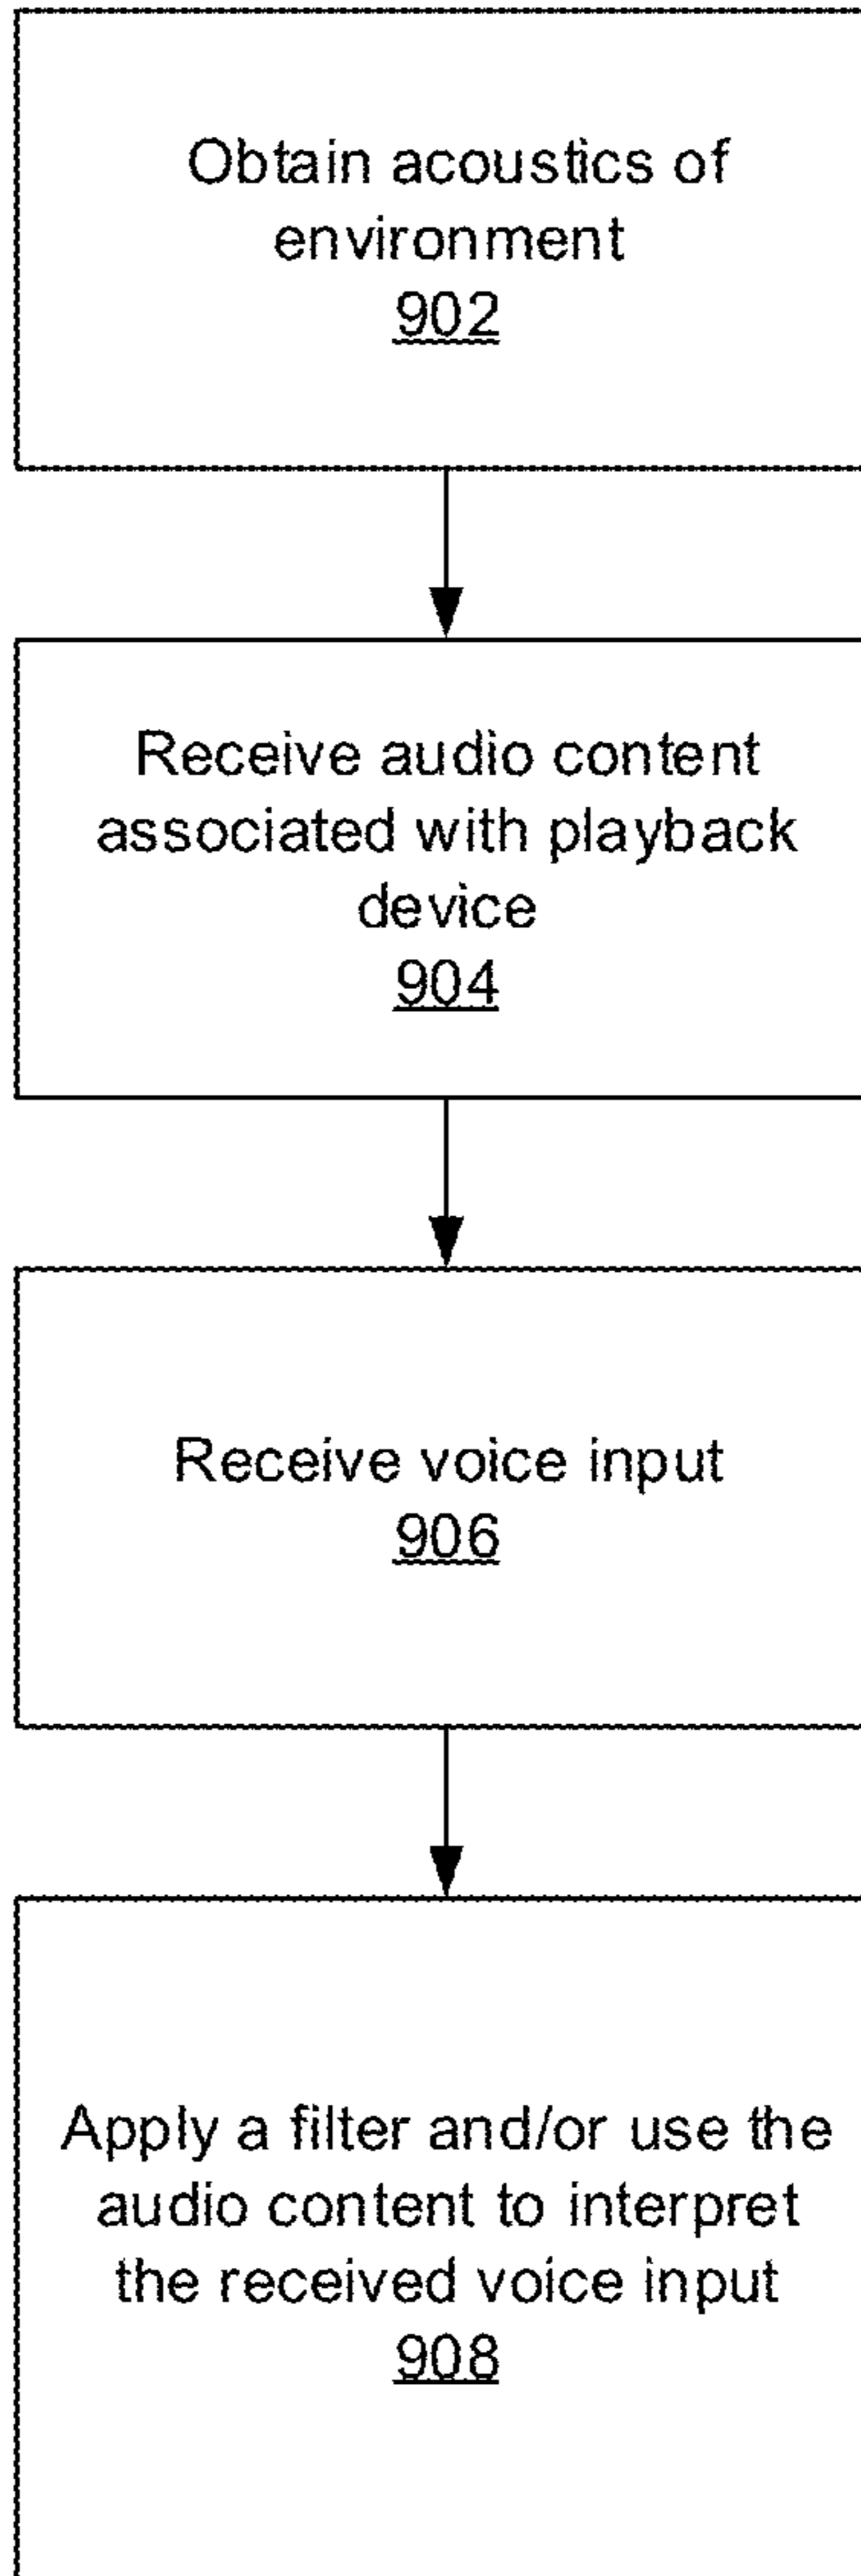 Obtain acoustics of
environment
902
Receive audio content
associated with playback
device
904
Receive voice input
906
Apply a filter and/or use the
audio content to interpret
the received voice input
908